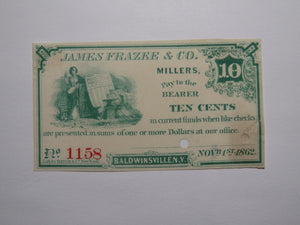 JAMES FRAZEE & CO.
MILLERS,
10
Pay to the
BEARER
TEN CENTS
in current funds when like checks
are presented in sums of one or more Dollars at our office.
No 1158
BALDWINSVILLE, N.Y.
NOVR 1ST 1862.